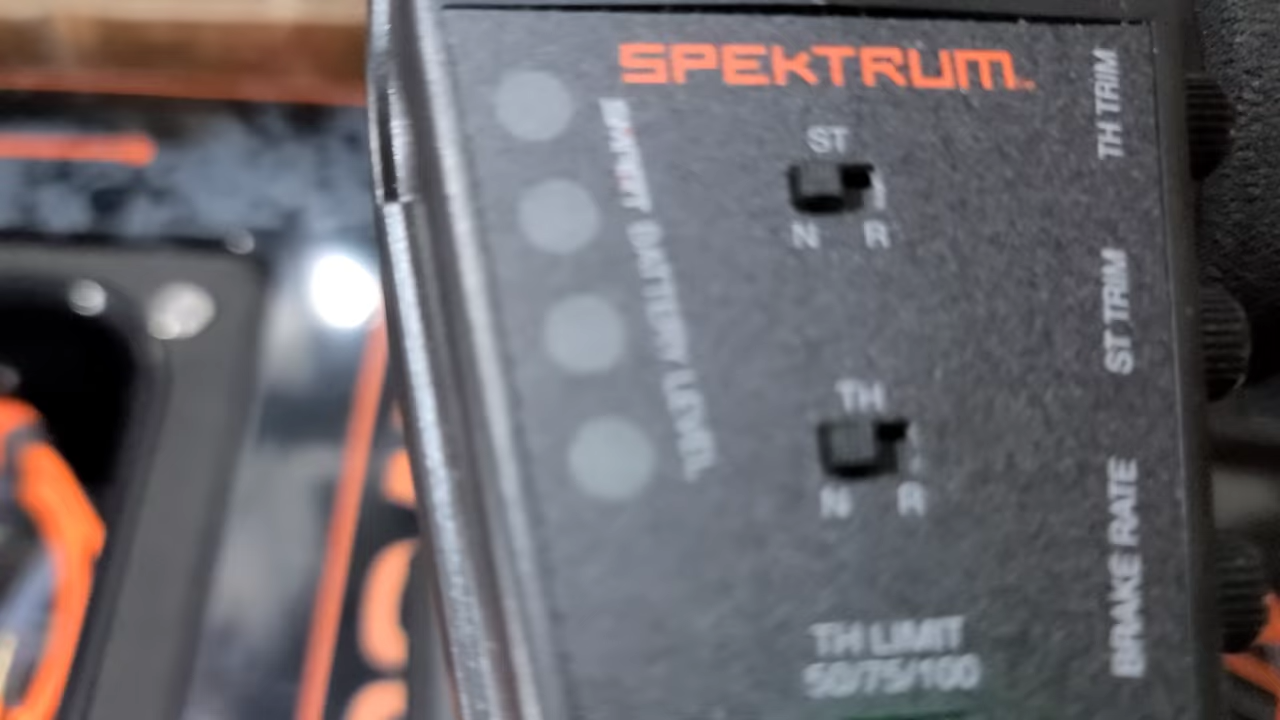 SPEKTRUM
SMART BATTERY LEVEL
ST
N R
TH
N R
TH LIMIT
50/75/100
TH TRIM
ST TRIM
BRAKE RATE